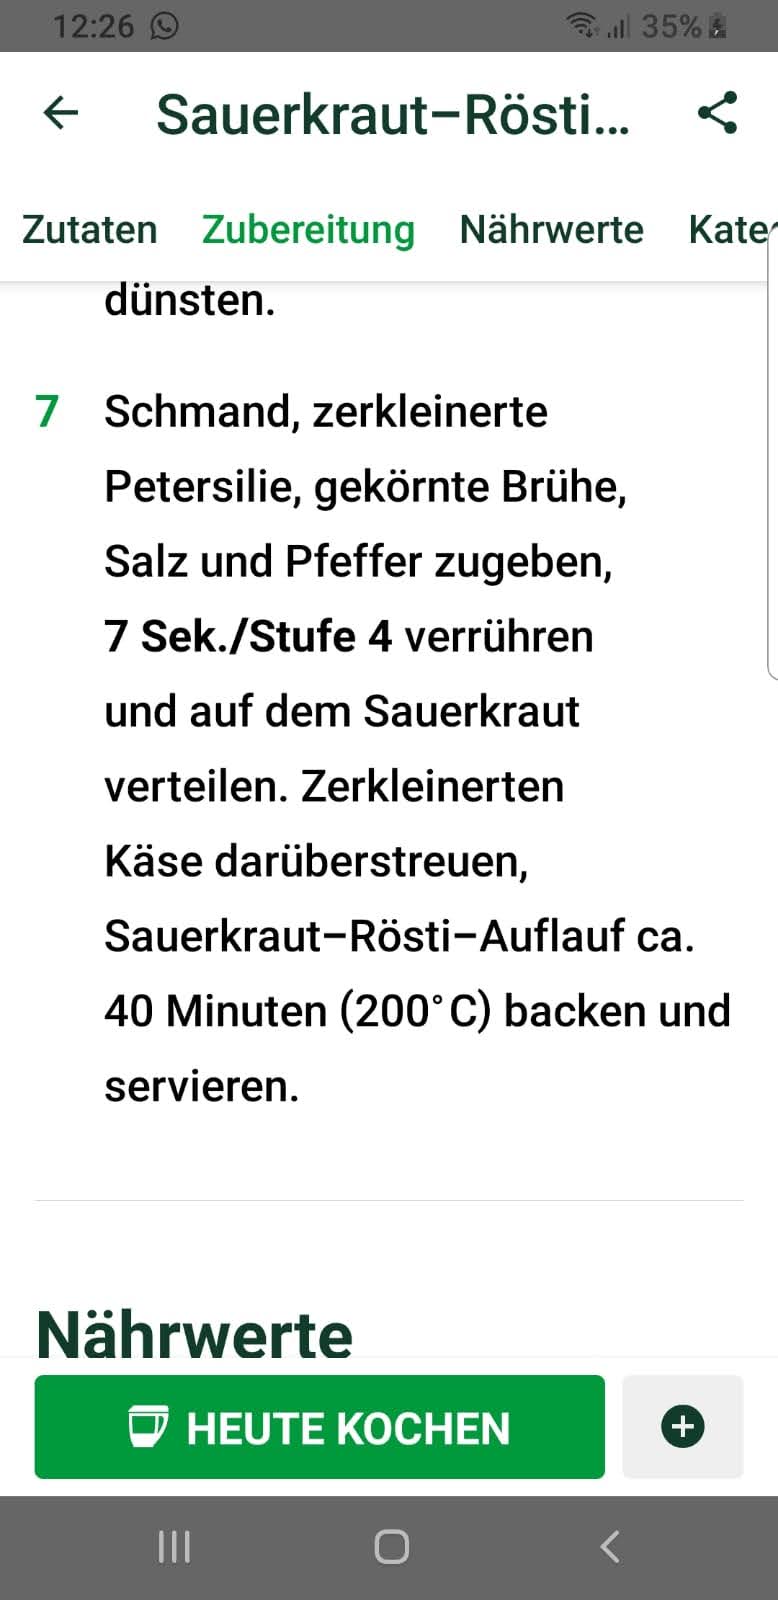 12:26 35%
Sauerkraut–Rösti...
Zutaten Zubereitung Nährwerte Kate
dünsten.
7 Schmand, zerkleinerte
Petersilie, gekörnte Brühe,
Salz und Pfeffer zugeben,
7 Sek./Stufe 4 verrühren
und auf dem Sauerkraut
verteilen. Zerkleinerten
Käse darüberstreuen,
Sauerkraut–Rösti–Auflauf ca.
40 Minuten (200°C) backen und
servieren.
Nährwerte
HEUTE KOCHEN